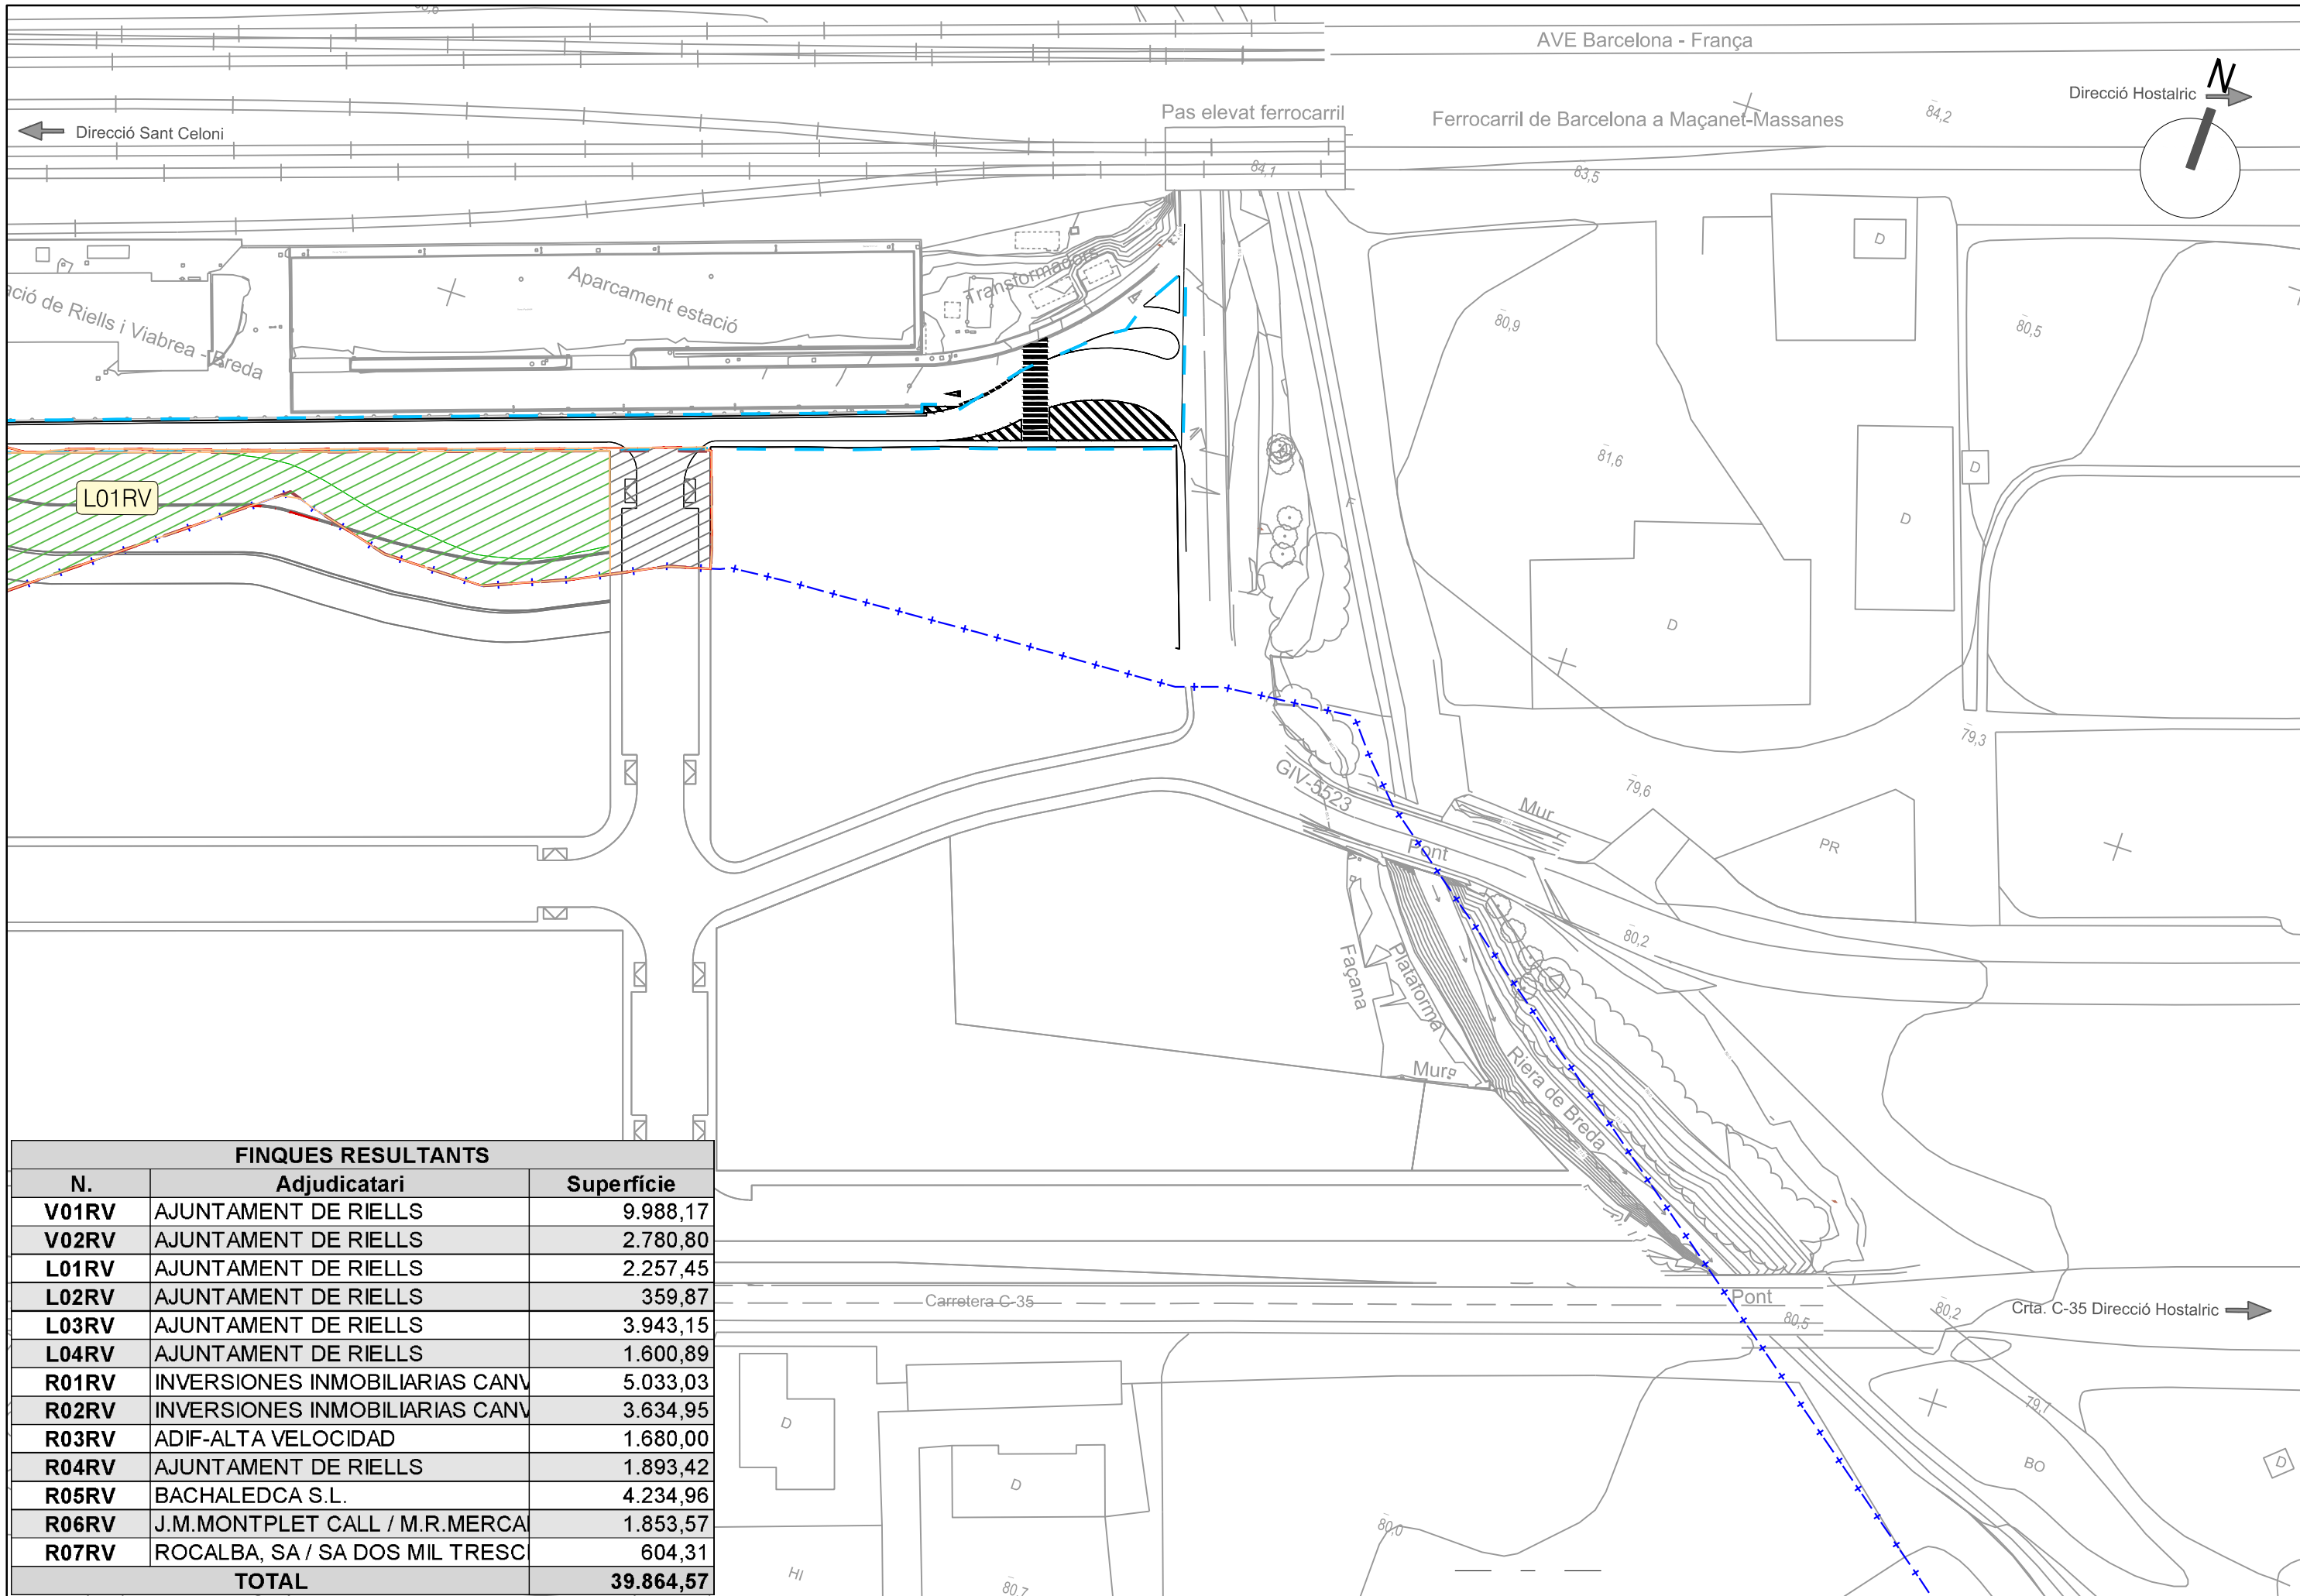 AVE Barcelona - França
N
Direcció Hostalric
Pas elevat ferrocarril
Ferrocarril de Barcelona a Maçanet-Massanes
84,2
Direcció Sant Celoni
84,1
83,5
D
Aparcament estació
Transformadors
ació de Riells i Viabrea - Breda
80,9
80,5
81,6
D
L01RV
F
D
D
79,3
GIV-5523
79,6
Mur
Pont
PR
80,2
Façana
Plataforma
Mur
Riera de Breda
FINQUES RESULTANTS
N. Adjudicatari Superfície
V01RV AJUNTAMENT DE RIELLS 9.988,17
V02RV AJUNTAMENT DE RIELLS 2.780,80
L01RV AJUNTAMENT DE RIELLS 2.257,45
L02RV AJUNTAMENT DE RIELLS 359,87
L03RV AJUNTAMENT DE RIELLS 3.943,15
L04RV AJUNTAMENT DE RIELLS 1.600,89
R01RV INVERSIONES INMOBILIARIAS CANV 5.033,03
R02RV INVERSIONES INMOBILIARIAS CANV 3.634,95
R03RV ADIF-ALTA VELOCIDAD 1.680,00
R04RV AJUNTAMENT DE RIELLS 1.893,42
R05RV BACHALEDCA S.L. 4.234,96
R06RV J.M.MONTPLET CALL / M.R.MERCA 1.853,57
R07RV ROCALBA, SA / SA DOS MIL TRESC 604,31
TOTAL 39.864,57
Carretera C-35
Pont
80,5
80,2
Crta. C-35 Direcció Hostalric
79,7
D
D
BO
D
80,0
HI
80,7